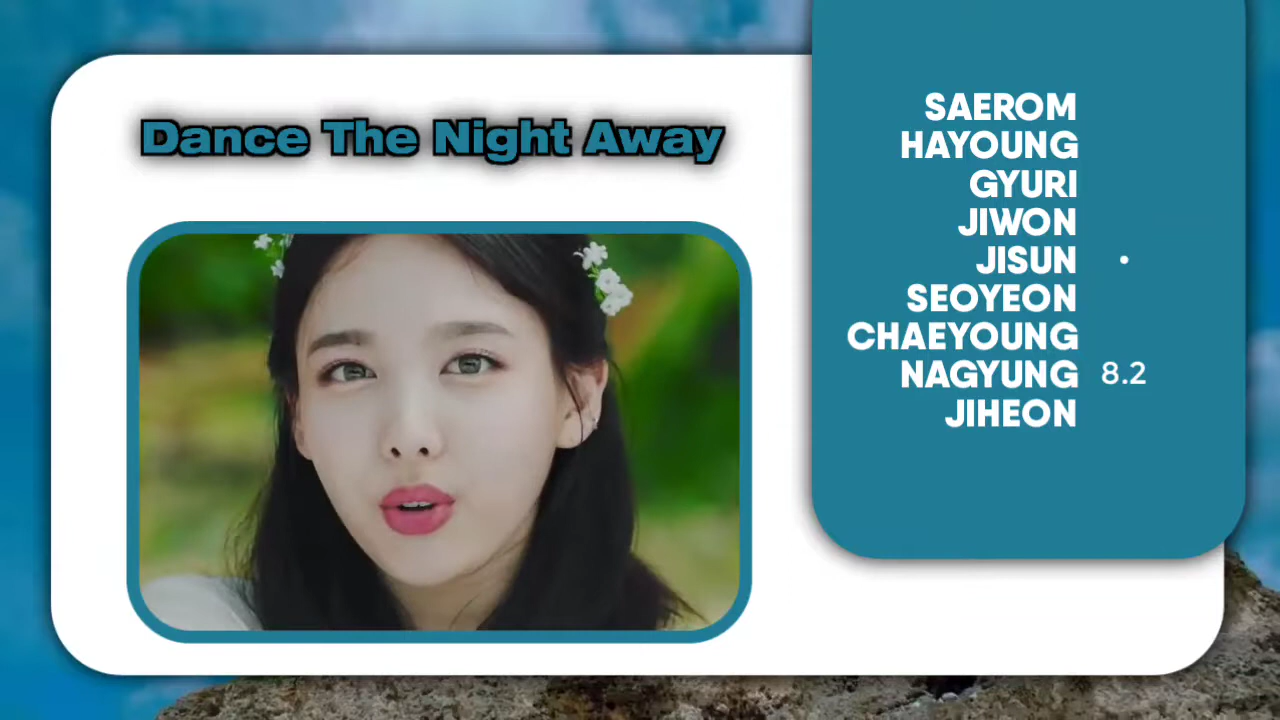 Dance The Night Away
SAEROM
HAYOUNG
GYURI
JIWON
JISUN •
SEOYEON
CHAEYOUNG
NAGYUNG 8.2
JIHEON